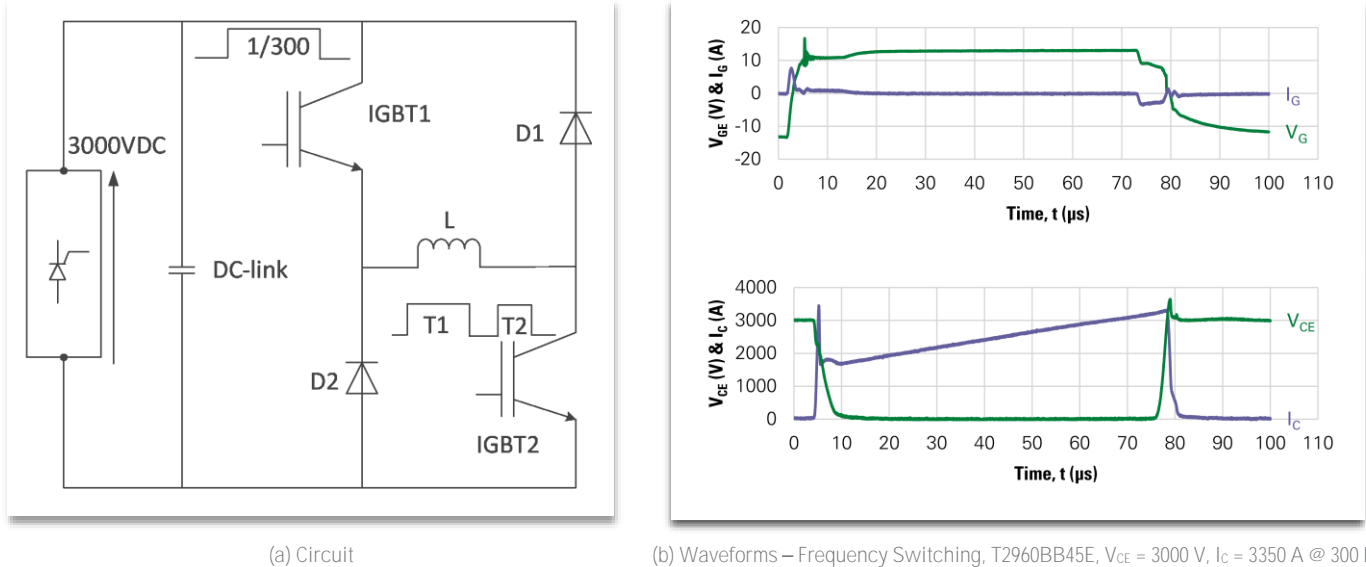 1/300
IGBT1
D1
3000VDC
L
DC-link
T1 T2
D2
IGBT2
20
10
0
-10
-20
VGE (V) & IG (A)
IG
VG
0 10 20 30 40 50 60 70 80 90 100 110
Time, t (µs)
4000
3000
2000
1000
0
VCE (V) & IC (A)
VCE
IC
0 10 20 30 40 50 60 70 80 90 100 110
Time, t (µs)
(a) Circuit
(b) Waveforms – Frequency Switching, T2960BB45E, VCE = 3000 V, IC = 3350 A @ 300